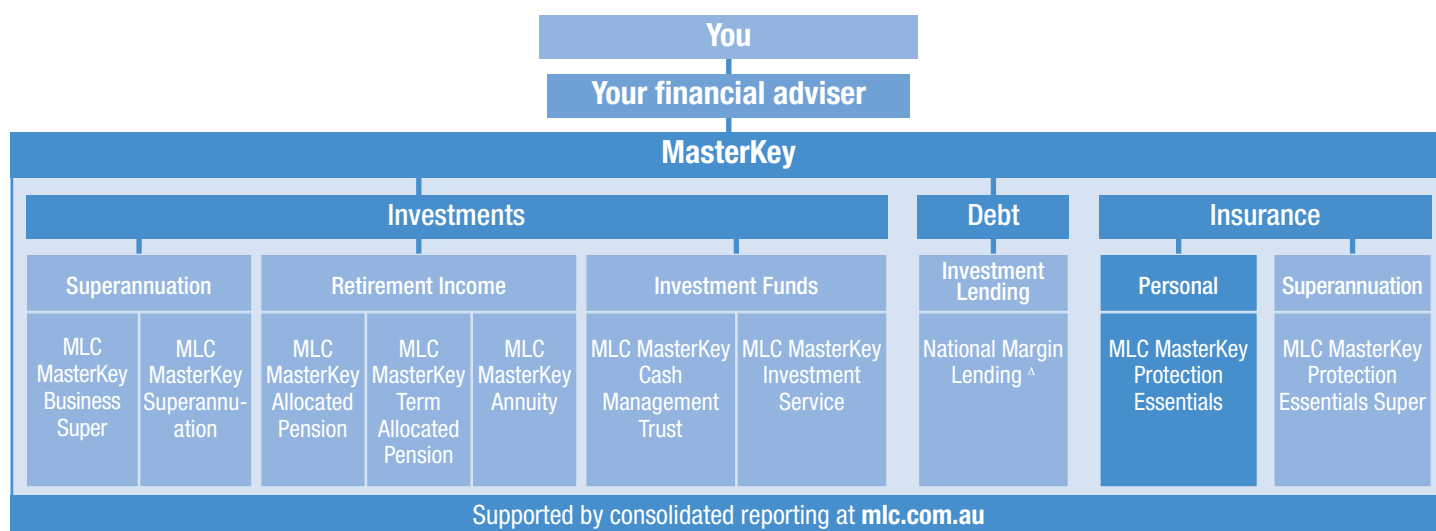 You
Your financial adviser
MasterKey
Investments
Debt
Insurance
Superannuation
Retirement Income
Investment Funds
Investment
Lending
Personal
Superannuation
MLC
MasterKey
Business
Super
MLC
MasterKey
Superannu-
ation
MLC
MasterKey
Allocated
Pension
MLC
MasterKey
Term
Allocated
Pension
MLC
MasterKey
Annuity
MLC MasterKey
Cash
Management
Trust
MLC MasterKey
Investment
Service
National Margin
Lending Δ
MLC MasterKey
Protection
Essentials
MLC MasterKey
Protection
Essentials Super
Supported by consolidated reporting at mlc.com.au